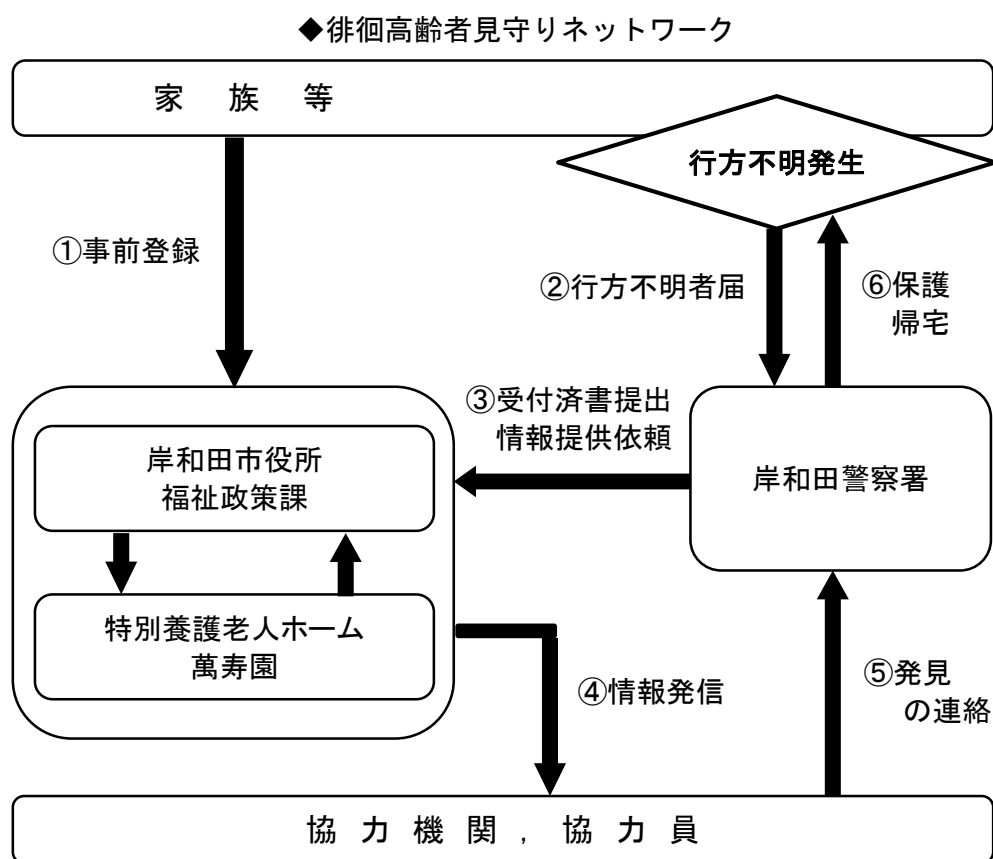 ◆徘徊高齢者見守りネットワーク
家族等
行方不明発生
①事前登録
②行方不明者届
⑥保護
帰宅
③受付済書提出
情報提供依頼
岸和田市役所
福祉政策課
岸和田警察署
特別養護老人ホーム
萬寿園
④情報発信
⑤発見
の連絡
協力機関，協力員